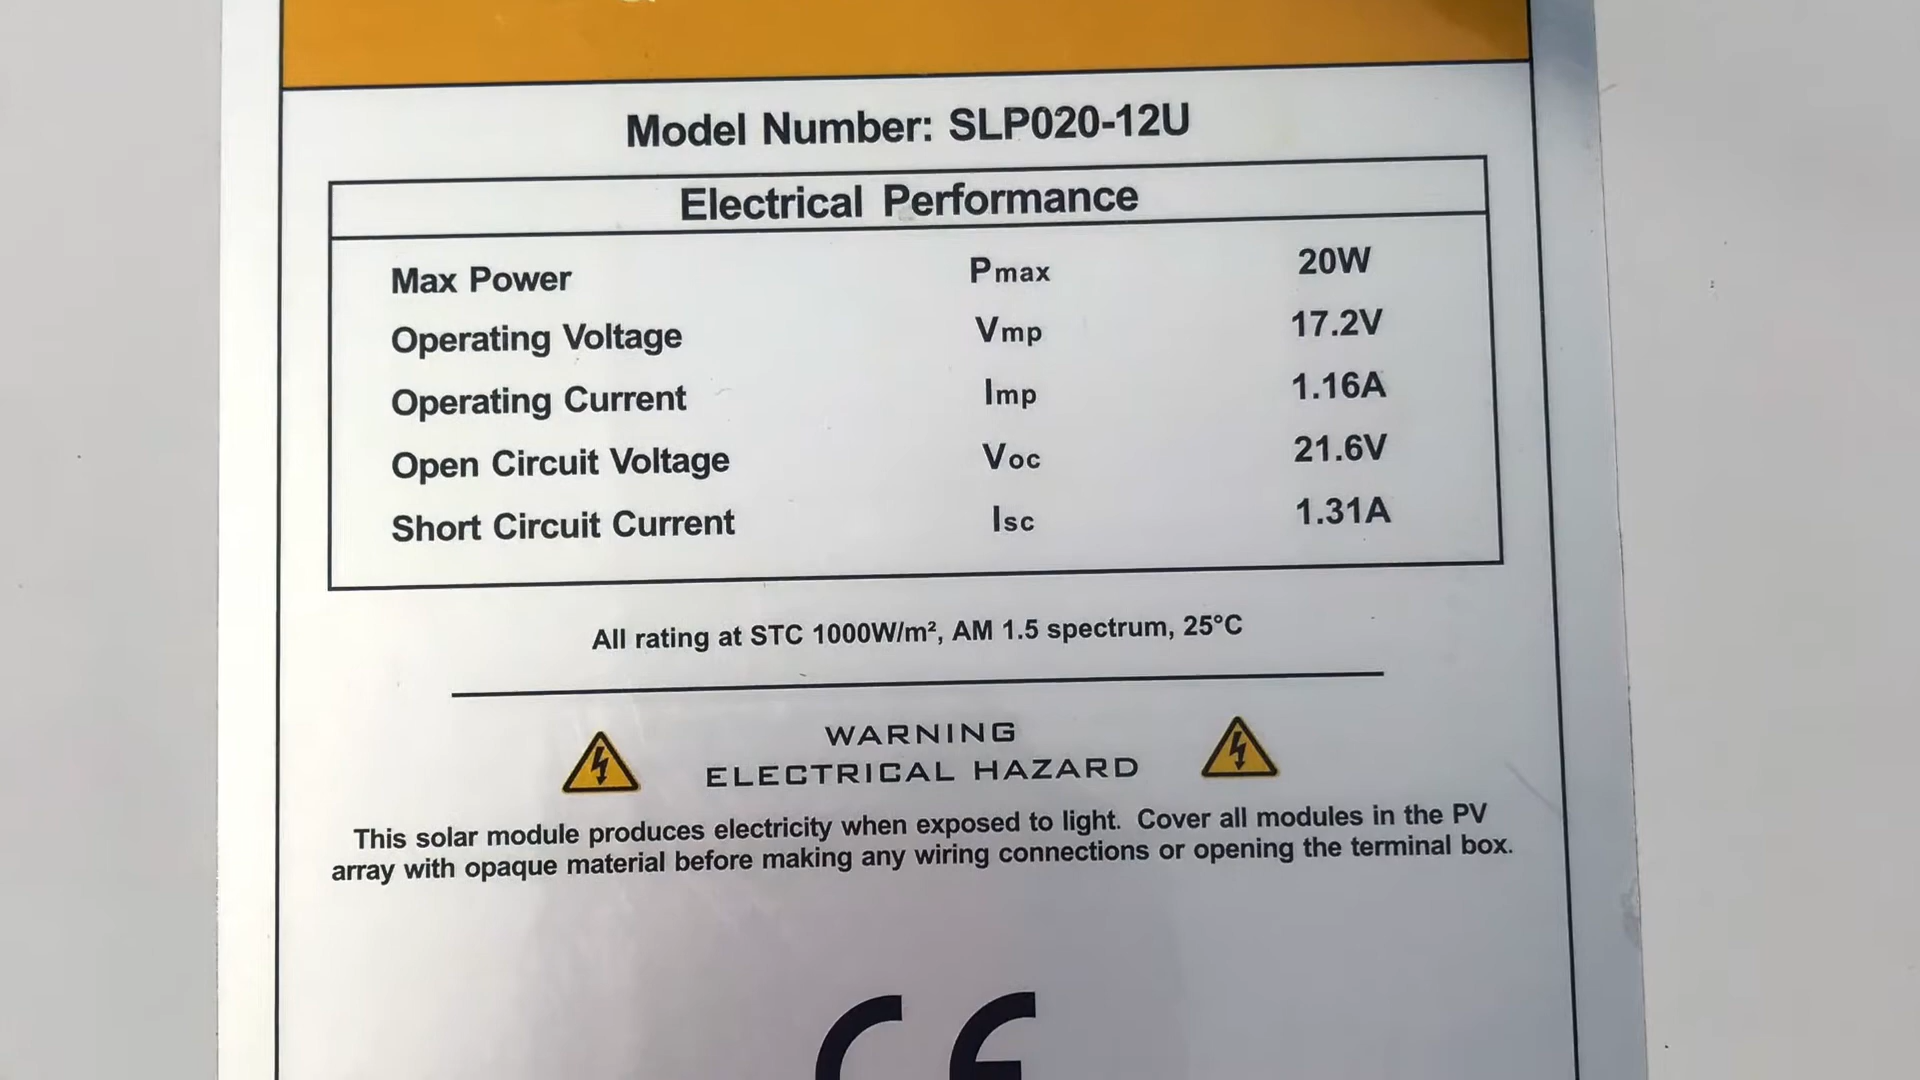 Model Number: SLP020-12U
Electrical Performance
Max Power Pmax 20W
Operating Voltage Vmp 17.2V
Operating Current Imp 1.16A
Open Circuit Voltage Voc 21.6V
Short Circuit Current Isc 1.31A
All rating at STC 1000W/m², AM 1.5 spectrum, 25°C
WARNING
ELECTRICAL HAZARD
This solar module produces electricity when exposed to light. Cover all modules in the PV
array with opaque material before making any wiring connections or opening the terminal box.
CE